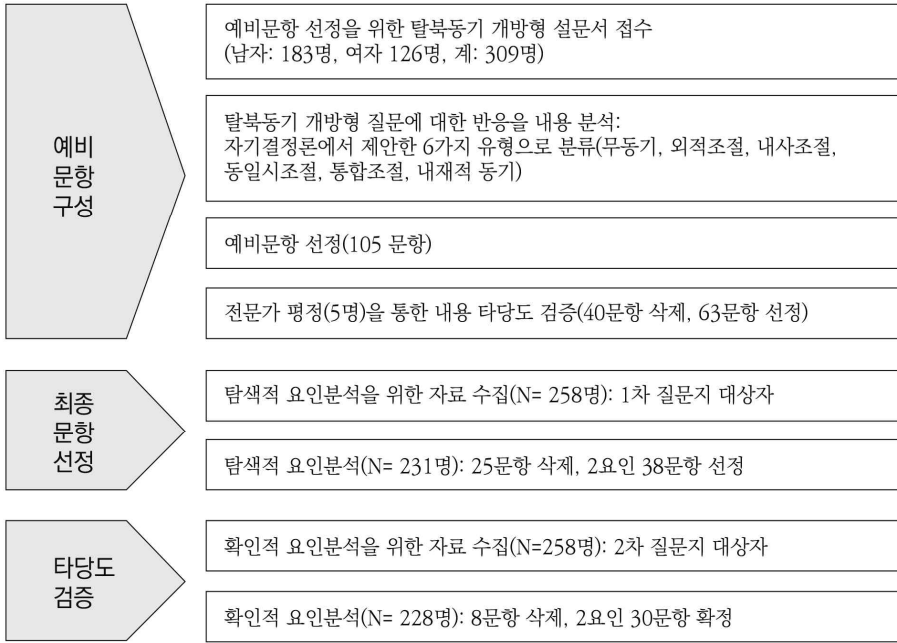 예비
문항
구성
예비문항 선정을 위한 탈북동기 개방형 설문서 접수
(남자: 183명, 여자 126명, 계: 309명)
탈북동기 개방형 질문에 대한 반응을 내용 분석:
자기결정론에서 제안한 6가지 유형으로 분류(무동기, 외적조절, 내사조절,
동일시조절, 통합조절, 내재적 동기)
예비문항 선정(105 문항)
전문가 평정(5명)을 통한 내용 타당도 검증(40문항 삭제, 63문항 선정)
최종
문항
선정
탐색적 요인분석을 위한 자료 수집(N= 258명): 1차 질문지 대상자
탐색적 요인분석(N= 231명): 25문항 삭제, 2요인 38문항 선정
타당도
검증
확인적 요인분석을 위한 자료 수집(N=258명): 2차 질문지 대상자
확인적 요인분석(N= 228명): 8문항 삭제, 2요인 30문항 확정